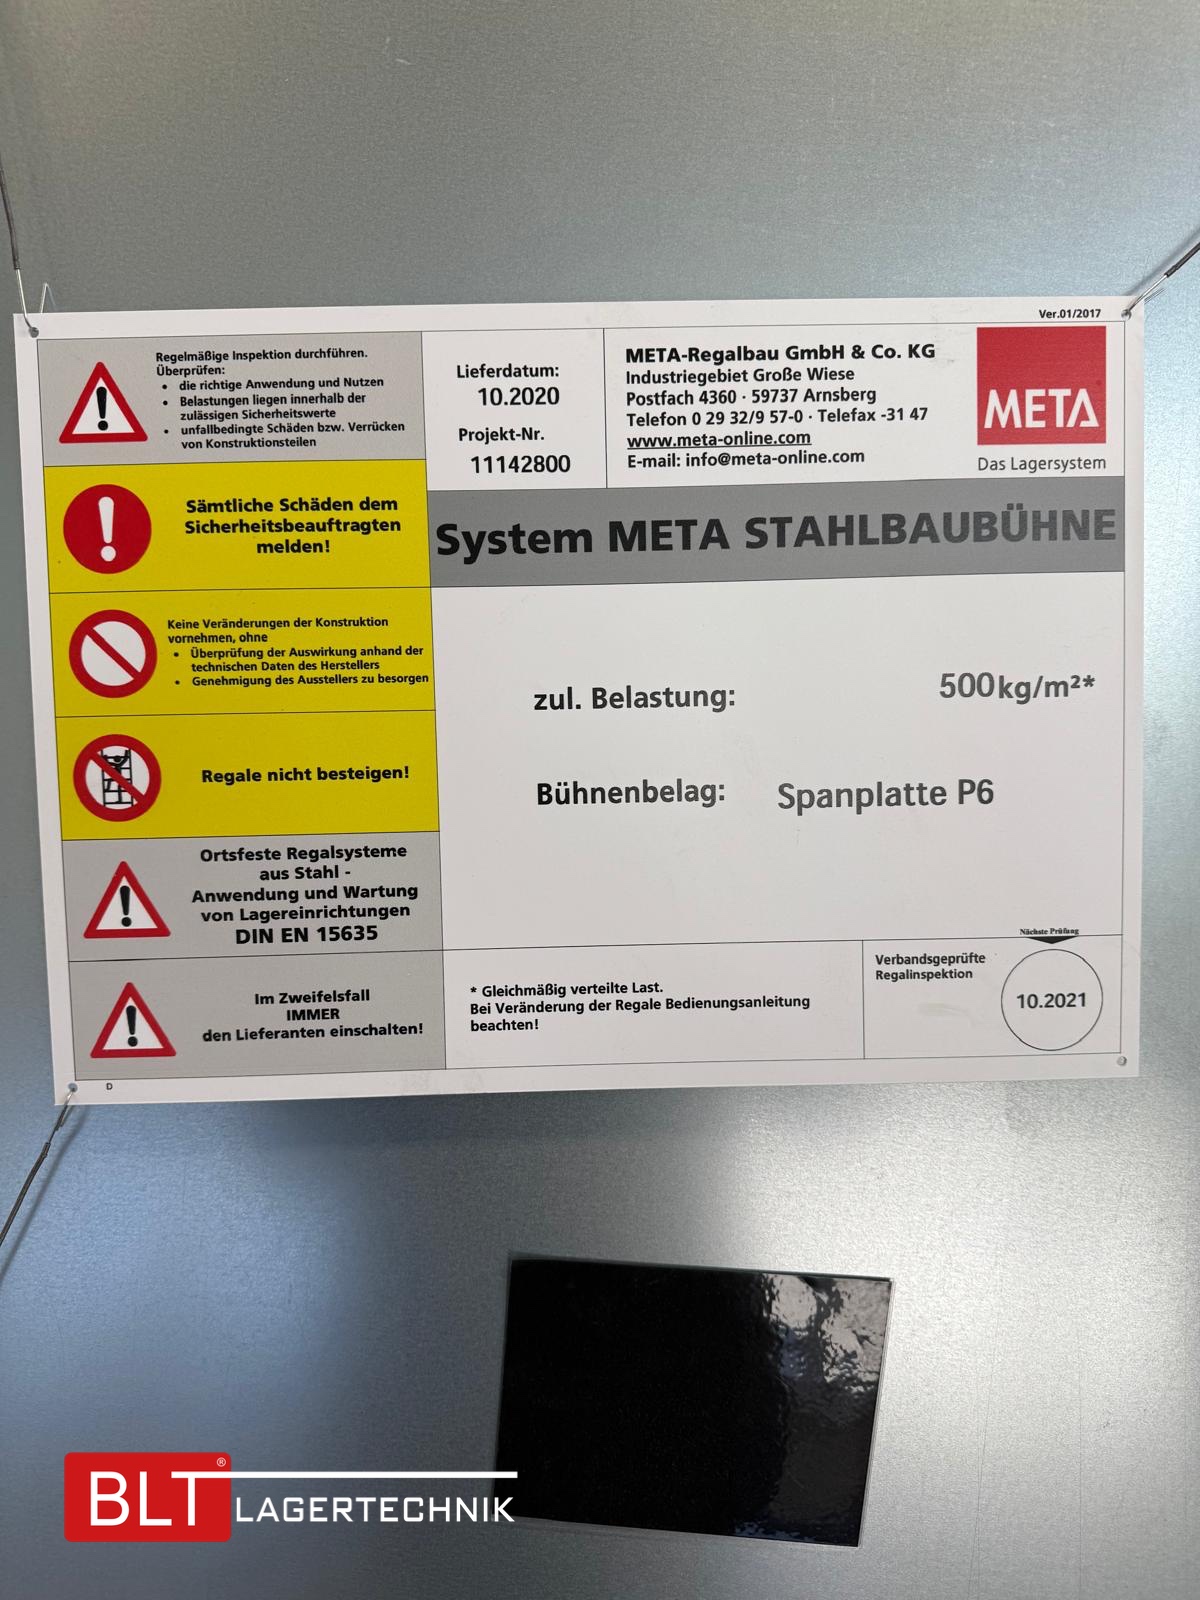 Ver.01/2017
Regelmäßige Inspektion durchführen.
Überprüfen:
• die richtige Anwendung und Nutzen
• Belastungen liegen innerhalb der
zulässigen Sicherheitswerte
• unfallbedingte Schäden bzw. Verrücken
von Konstruktionsteilen
Sämtliche Schäden dem
Sicherheitsbeauftragten
melden!
Keine Veränderungen der Konstruktion
vornehmen, ohne
• Überprüfung der Auswirkung anhand der
technischen Daten des Herstellers
• Genehmigung des Ausstellers zu besorgen
Regale nicht besteigen!
Ortsfeste Regalsysteme
aus Stahl -
Anwendung und Wartung
von Lagereinrichtungen
DIN EN 15635
Im Zweifelsfall
IMMER
den Lieferanten einschalten!
D
Lieferdatum:
10.2020
Projekt-Nr.
11142800
META-Regalbau GmbH & Co. KG
Industriegebiet Große Wiese
Postfach 4360 · 59737 Arnsberg
Telefon 0 29 32/9 57-0 · Telefax -31 47
www.meta-online.com
E-mail: info@meta-online.com
META
Das Lagersystem
System META STAHLBAUBÜHNE
zul. Belastung: 500kg/m²*
Bühnenbelag: Spanplatte P6
* Gleichmäßig verteilte Last.
Bei Veränderung der Regale Bedienungsanleitung
beachten!
Verbandsgeprüfte
Regalinspektion
Nächste Prüfung
10.2021
BLT®
LAGERTECHNIK